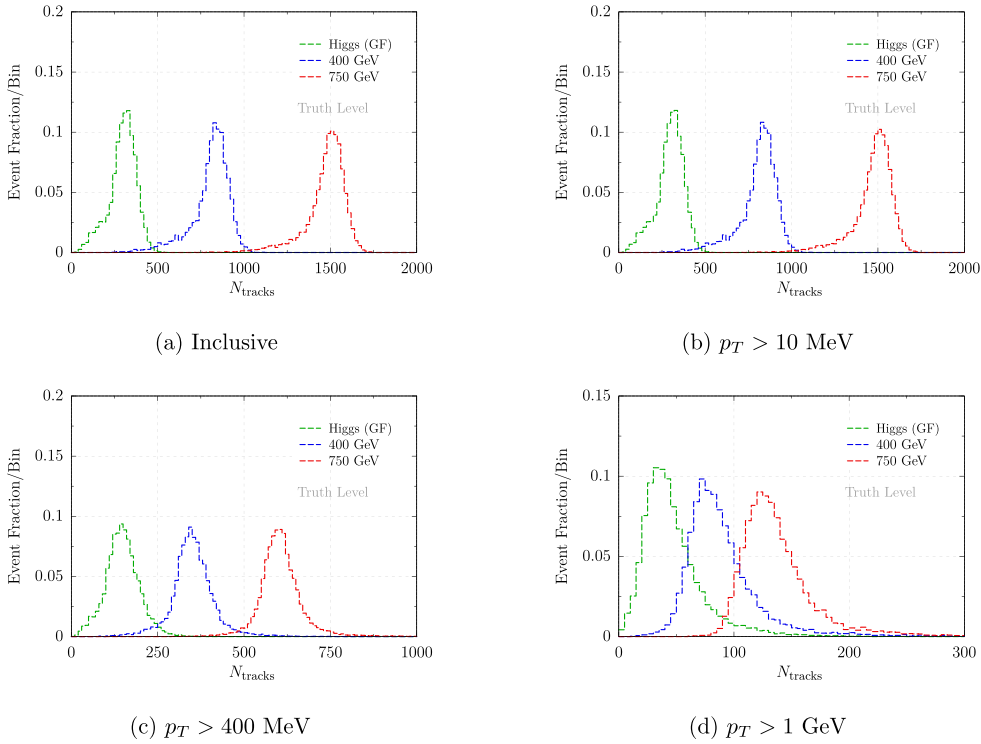 0.2
0.15
0.1
0.05
0
Event Fraction/Bin
Higgs (GF)
400 GeV
750 GeV
Truth Level
0 500 1000 1500 2000
N_tracks
(a) Inclusive
0.2
0.15
0.1
0.05
0
Event Fraction/Bin
Higgs (GF)
400 GeV
750 GeV
Truth Level
0 500 1000 1500 2000
N_tracks
(b) p_T > 10 MeV
0.2
0.15
0.1
0.05
0
Event Fraction/Bin
Higgs (GF)
400 GeV
750 GeV
Truth Level
0 250 500 750 1000
N_tracks
(c) p_T > 400 MeV
0.15
0.1
0.05
0
Event Fraction/Bin
Higgs (GF)
400 GeV
750 GeV
Truth Level
0 100 200 300
N_tracks
(d) p_T > 1 GeV